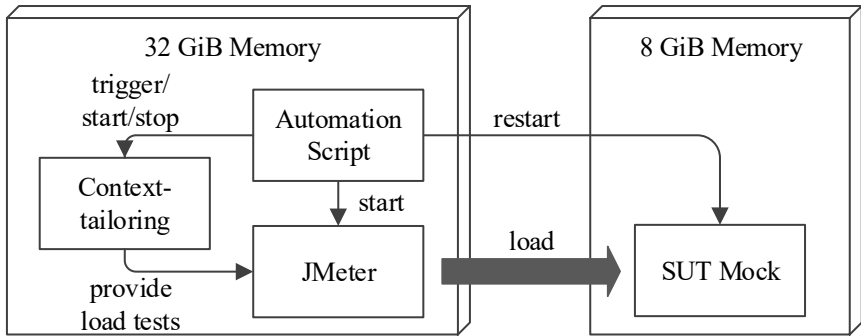 32 GiB Memory
8 GiB Memory
trigger/
start/stop
Automation
Script
restart
Context-
tailoring
start
JMeter
load
SUT Mock
provide
load tests